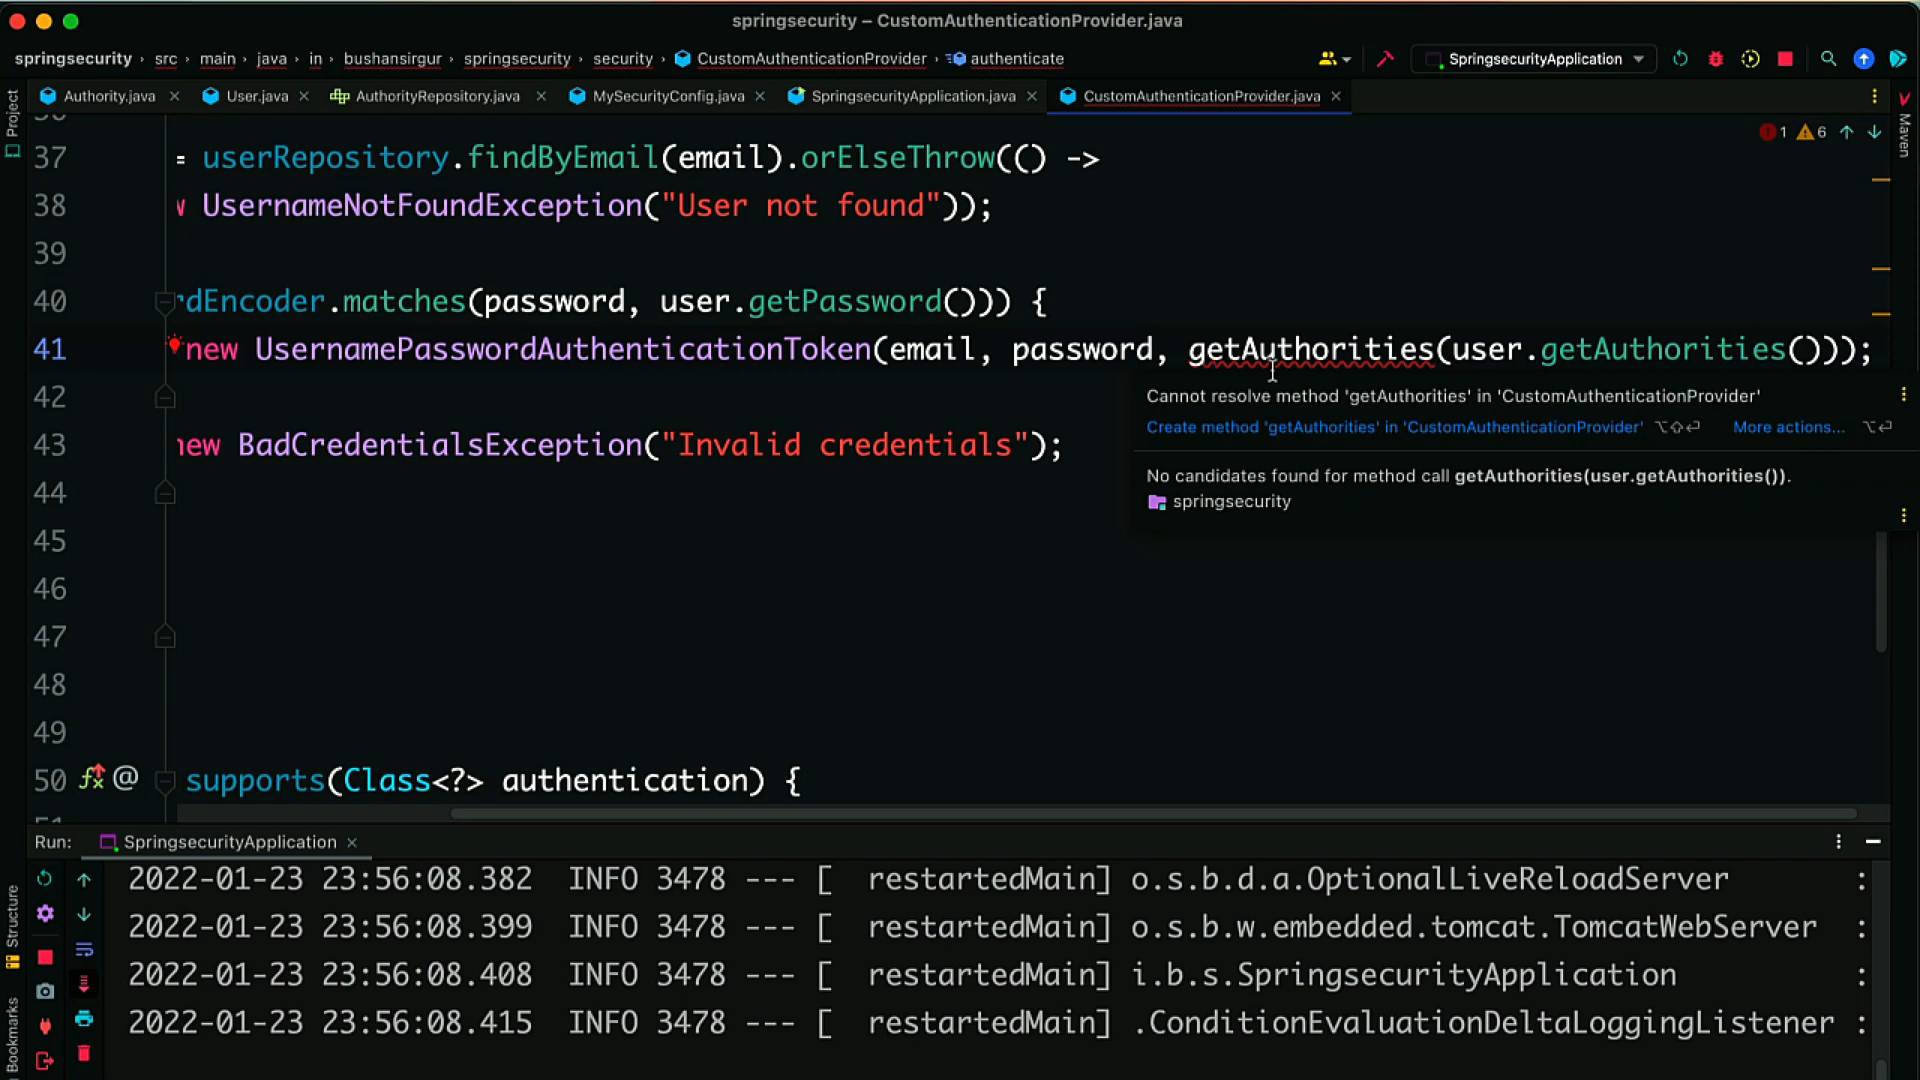 springsecurity – CustomAuthenticationProvider.java
springsecurity › src › main › java › in › bushansirgur › springsecurity › security › CustomAuthenticationProvider › authenticate
SpringsecurityApplication
Authority.java
User.java
AuthorityRepository.java
MySecurityConfig.java
SpringsecurityApplication.java
CustomAuthenticationProvider.java
Project
Maven
1 6
37 = userRepository.findByEmail(email).orElseThrow(() ->
38 UsernameNotFoundException("User not found"));
39
40 rdEncoder.matches(password, user.getPassword())) {
41 new UsernamePasswordAuthenticationToken(email, password, getAuthorities(user.getAuthorities()));
42
Cannot resolve method 'getAuthorities' in 'CustomAuthenticationProvider'
Create method 'getAuthorities' in 'CustomAuthenticationProvider' ⌥⇧⏎ More actions... ⌥⏎
43 new BadCredentialsException("Invalid credentials");
44
No candidates found for method call getAuthorities(user.getAuthorities()).
springsecurity
45
46
47
48
49
50 @ supports(Class<?> authentication) {
Run: SpringsecurityApplication
2022-01-23 23:56:08.382 INFO 3478 --- [ restartedMain] o.s.b.d.a.OptionalLiveReloadServer :
2022-01-23 23:56:08.399 INFO 3478 --- [ restartedMain] o.s.b.w.embedded.tomcat.TomcatWebServer :
2022-01-23 23:56:08.408 INFO 3478 --- [ restartedMain] i.b.s.SpringsecurityApplication :
2022-01-23 23:56:08.415 INFO 3478 --- [ restartedMain] .ConditionEvaluationDeltaLoggingListener :
Structure
Bookmarks